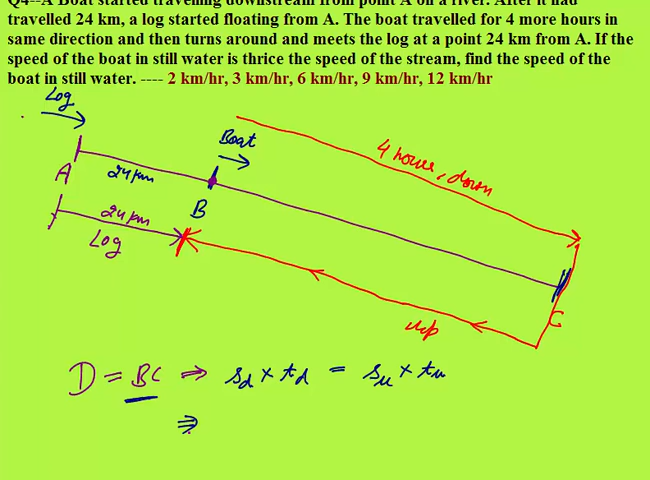 Q4--A Boat started travelling downstream from point A on a river. After it had
travelled 24 km, a log started floating from A. The boat travelled for 4 more hours in
same direction and then turns around and meets the log at a point 24 km from A. If the
speed of the boat in still water is thrice the speed of the stream, find the speed of the
boat in still water. ---- 2 km/hr, 3 km/hr, 6 km/hr, 9 km/hr, 12 km/hr
Log
Boat
4 hours, down
A
24 km
B
24 km
Log
C
up
D = BC ⇒ Sd × td = Su × tu
⇒